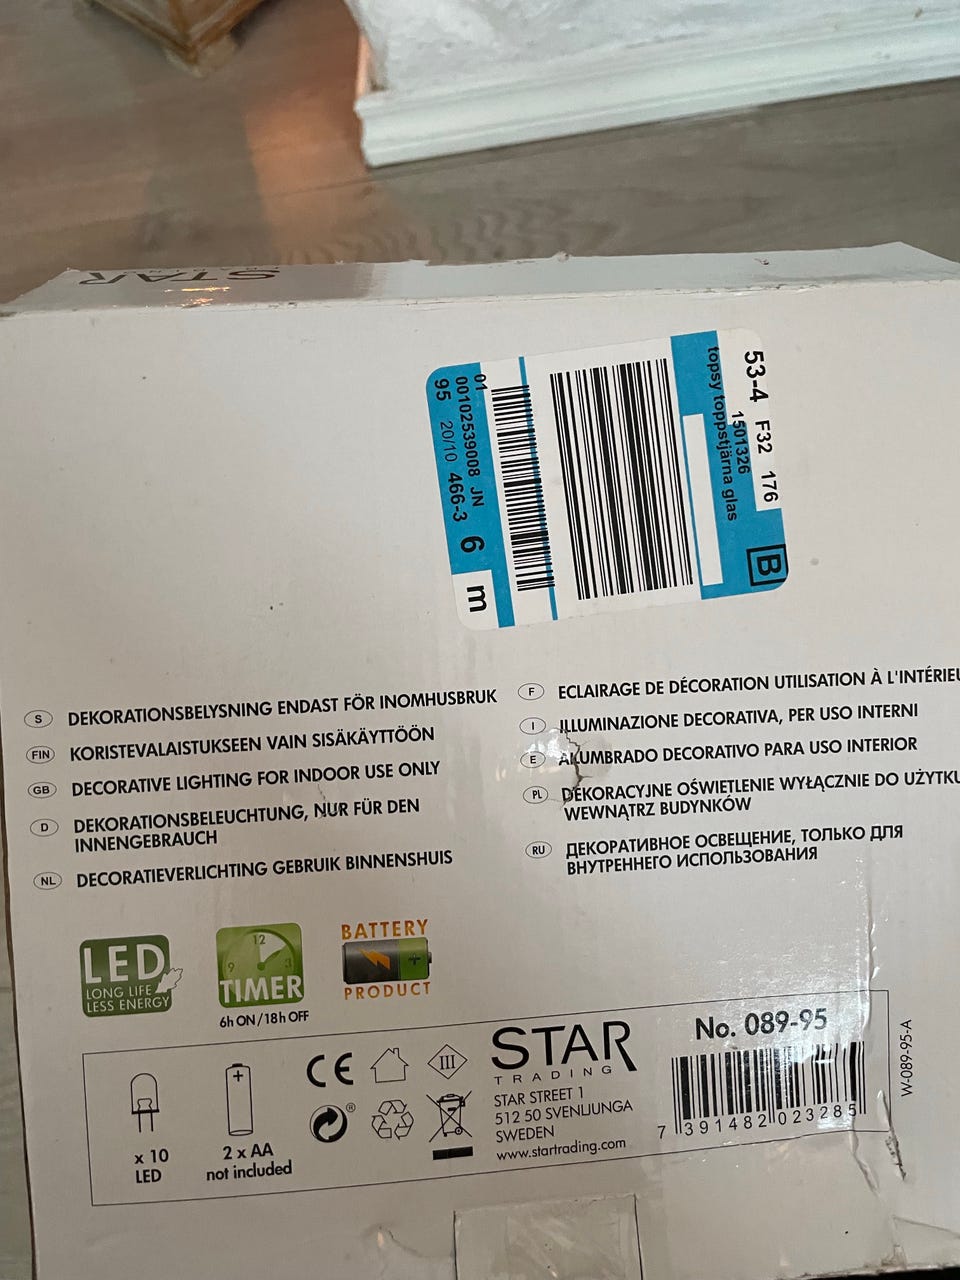 STAR
53-4 F32 176
1501326
topsy toppstjärna glas
B
01
00102539008 JN
95 20/10 466-3 6 m
S DEKORATIONSBELYSNING ENDAST FÖR INOMHUSBRUK
FIN KORISTEVALAISTUKSEEN VAIN SISÄKÄYTTÖÖN
GB DECORATIVE LIGHTING FOR INDOOR USE ONLY
D DEKORATIONSBELEUCHTUNG, NUR FÜR DEN
INNENGEBRAUCH
NL DECORATIEVERLICHTING GEBRUIK BINNENSHUIS
F ECLAIRAGE DE DÉCORATION UTILISATION À L'INTÉRIEU
I ILLUMINAZIONE DECORATIVA, PER USO INTERNI
E ALUMBRADO DECORATIVO PARA USO INTERIOR
PL DEKORACYJNE OŚWIETLENIE WYŁĄCZNIE DO UŻYTKU
WEWNĄTRZ BUDYNKÓW
RU ДЕКОРАТИВНОЕ ОСВЕЩЕНИЕ, ТОЛЬКО ДЛЯ
ВНУТРЕННЕГО ИСПОЛЬЗОВАНИЯ
LED
LONG LIFE
LESS ENERGY
12
9 3
TIMER
6h ON / 18h OFF
BATTERY
+
PRODUCT
x 10
LED
+
2 x AA
not included
CE
III
®
STAR
TRADING
STAR STREET 1
512 50 SVENLJUNGA
SWEDEN
www.startrading.com
No. 089-95
7 391482 023285
W-089-95-A